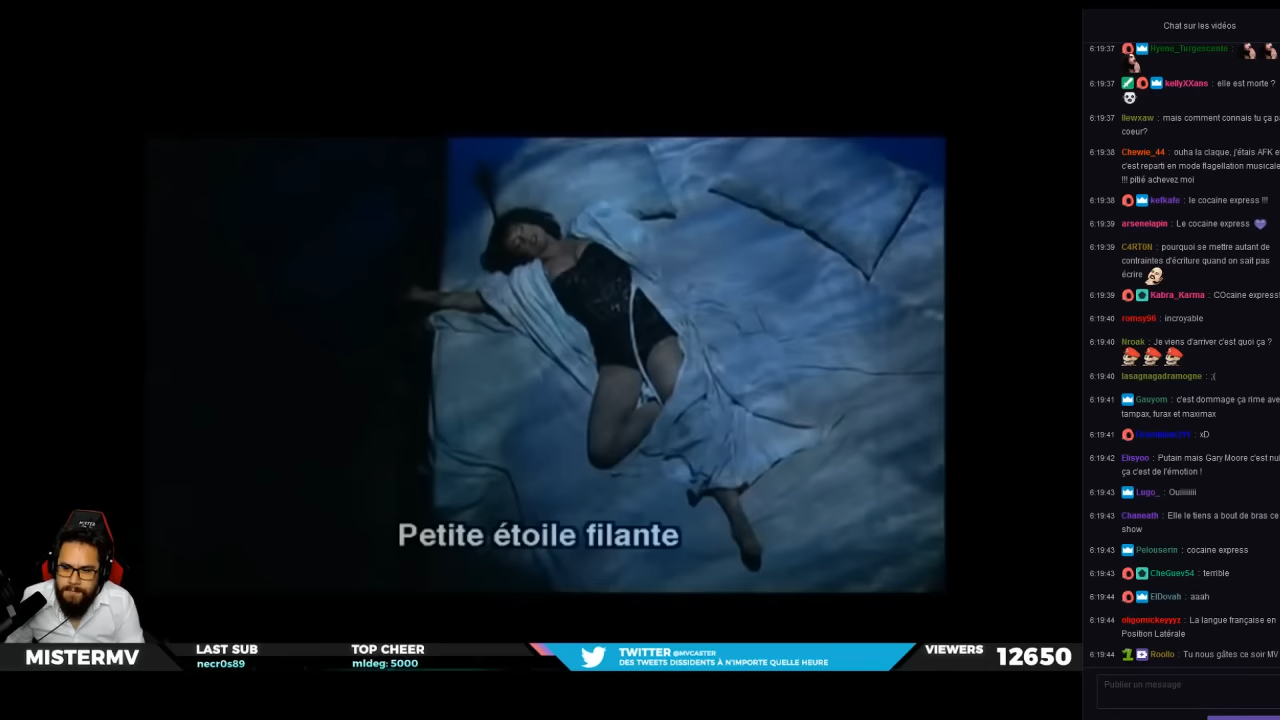 Petite étoile filante
MISTER
MISTERMV
LAST SUB
necr0s89
TOP CHEER
mldeg: 5000
TWITTER @MVCASTER
DES TWEETS DISSIDENTS À N'IMPORTE QUELLE HEURE
VIEWERS
12650
Chat sur les vidéos
6:19:37 Hyene_Turgescente :
6:19:37 kellyXXans : elle est morte ?
6:19:37 llewxaw : mais comment connais tu ça pa
coeur?
6:19:38 Chewie_44 : ouha la claque, j'étais AFK e
c'est reparti en mode flagellation musicale
!!! pitié achevez moi
6:19:38 kefkafe : le cocaine express !!!
6:19:39 arsenelapin : Le cocaine express
6:19:39 C4RT0N : pourquoi se mettre autant de
contraintes d'écriture quand on sait pas
écrire
6:19:39 Kabra_Karma : COcaine express!
6:19:40 romsy96 : incroyable
6:19:40 Nroak : Je viens d'arriver c'est quoi ça ?
6:19:40 lasagnagadramogne : ;(
6:19:41 Gauyom : c'est dommage ça rime ave
tampax, furax et maximax
6:19:41 : xD
6:19:42 Elisyoo : Putain mais Gary Moore c'est nul
ça c'est de l'émotion !
6:19:43 Lugo_ : Ouiiiiiii
6:19:43 Chaneath : Elle le tiens a bout de bras ce
show
6:19:43 Pelouserin : cocaine express
6:19:43 CheGuev54 : terrible
6:19:44 ElDovah : aaah
6:19:44 oligomickeyyyz : La langue française en
Position Latérale
6:19:44 Roollo : Tu nous gâtes ce soir MV
Publier un message